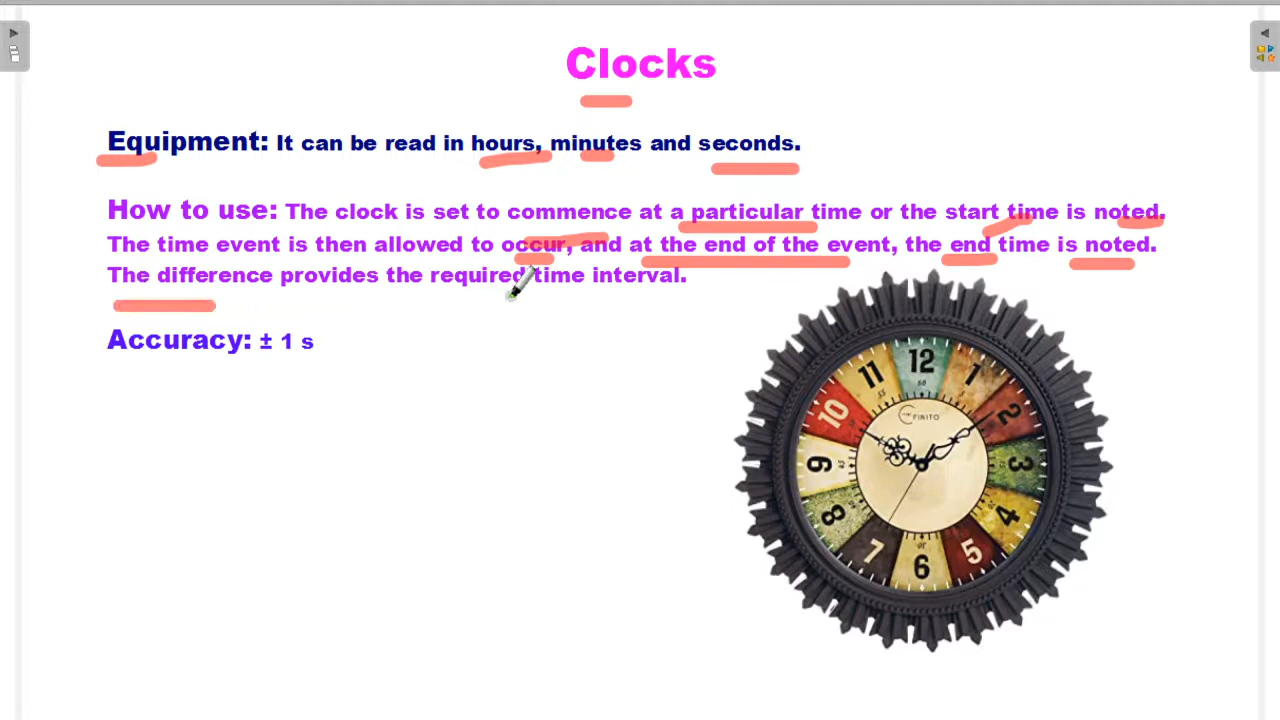 Clocks
Equipment: It can be read in hours, minutes and seconds.
How to use: The clock is set to commence at a particular time or the start time is noted.
The time event is then allowed to occur, and at the end of the event, the end time is noted.
The difference provides the required time interval.
Accuracy: ± 1 s
12
1
2
3
4
5
6
7
8
9
10
11
FINITO